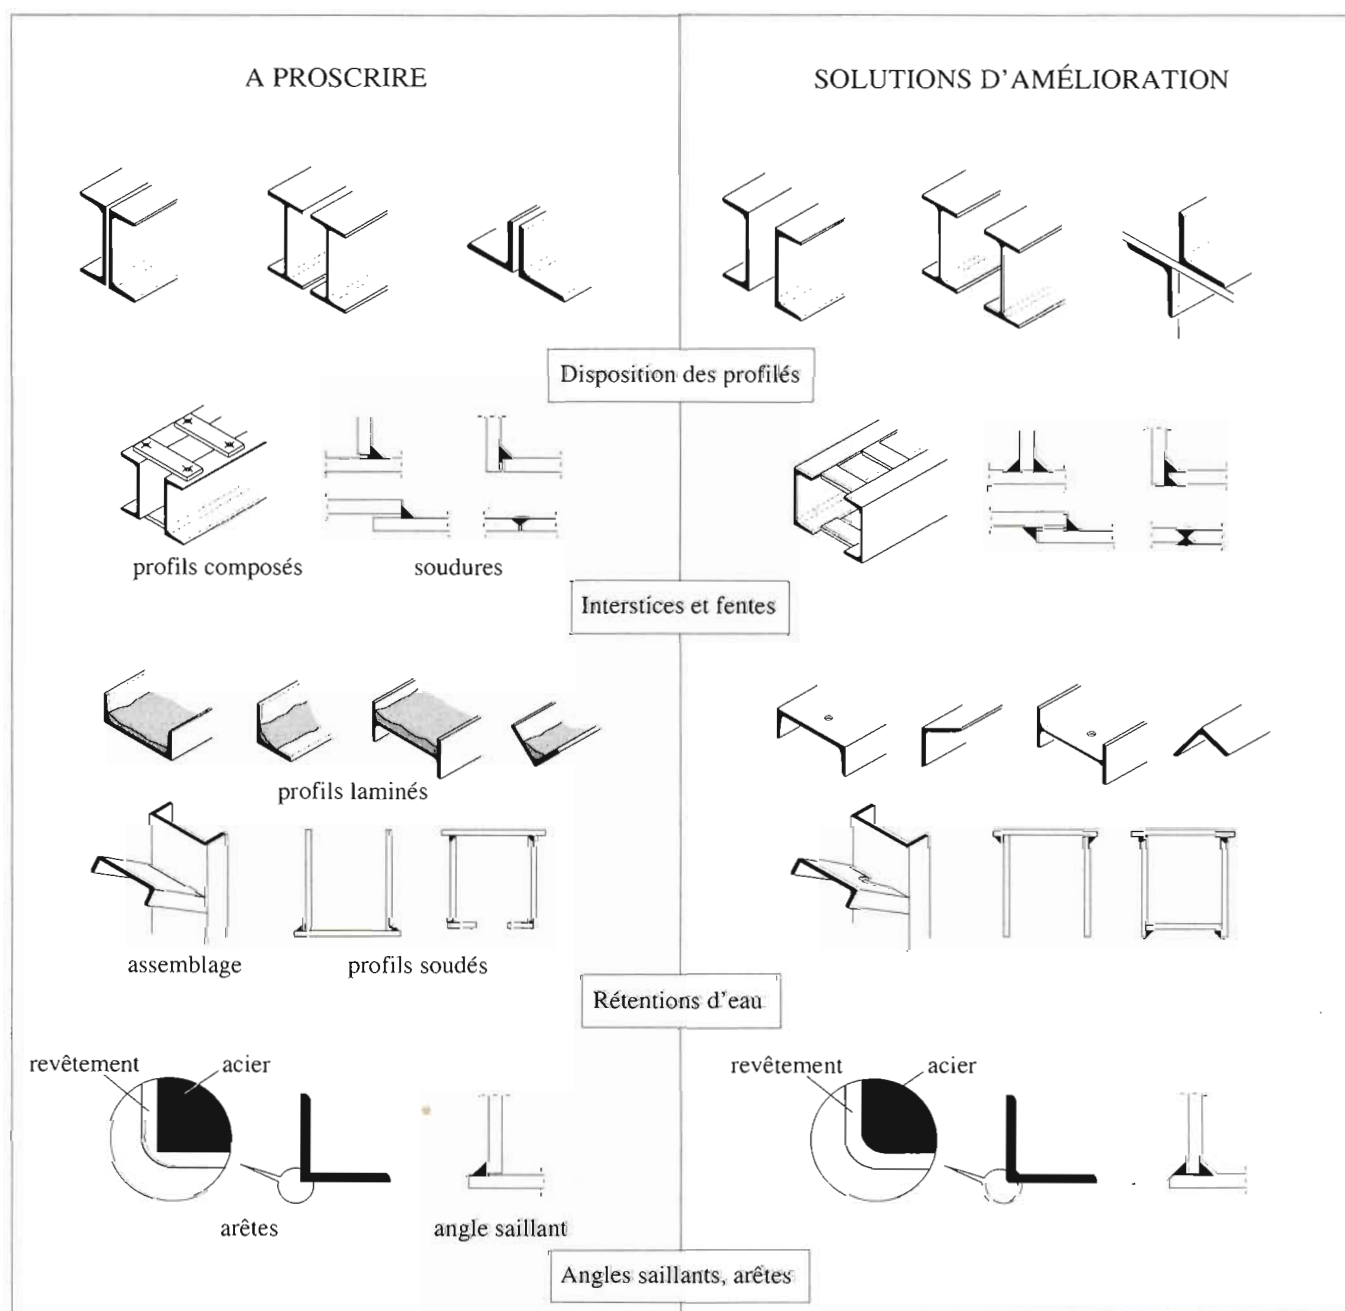 A PROSCRIRE
SOLUTIONS D'AMÉLIORATION
Disposition des profilés
profils composés
soudures
Interstices et fentes
profils laminés
assemblage
profils soudés
Rétentions d'eau
revêtement
acier
revêtement
acier
arêtes
angle saillant
Angles saillants, arêtes